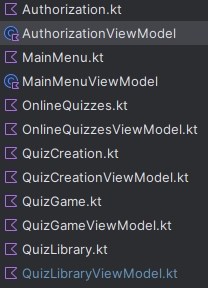 Authorization.kt
AuthorizationViewModel
MainMenu.kt
MainMenuViewModel
OnlineQuizzes.kt
OnlineQuizzesViewModel.kt
QuizCreation.kt
QuizCreationViewModel.kt
QuizGame.kt
QuizGameViewModel.kt
QuizLibrary.kt
QuizLibraryViewModel.kt